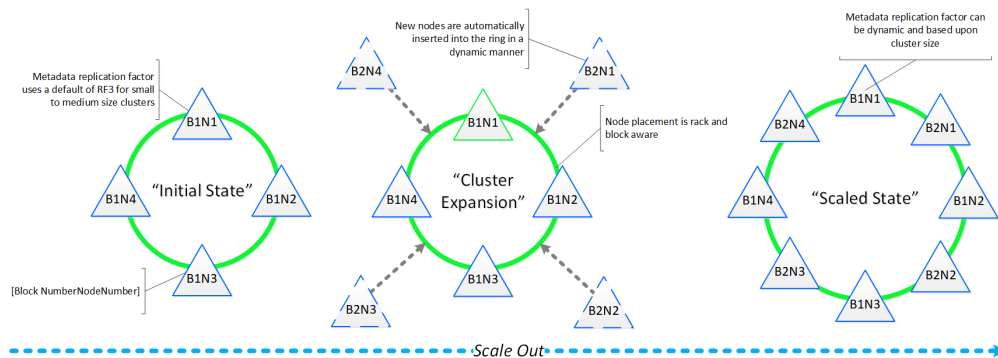 Metadata replication factor
uses a default of RF3 for small
to medium size clusters
B1N1
B1N4
"Initial State"
B1N2
B1N3
[Block NumberNodeNumber]
New nodes are automatically
inserted into the ring in a
dynamic manner
B2N4
B2N1
B1N1
Node placement is rack and
block aware
B1N4
"Cluster
Expansion"
B1N2
B1N3
B2N3
B2N2
Metadata replication factor can
be dynamic and based upon
cluster size
B1N1
B2N4
B2N1
B1N4
"Scaled State"
B1N2
B2N3
B2N2
B1N3
Scale Out